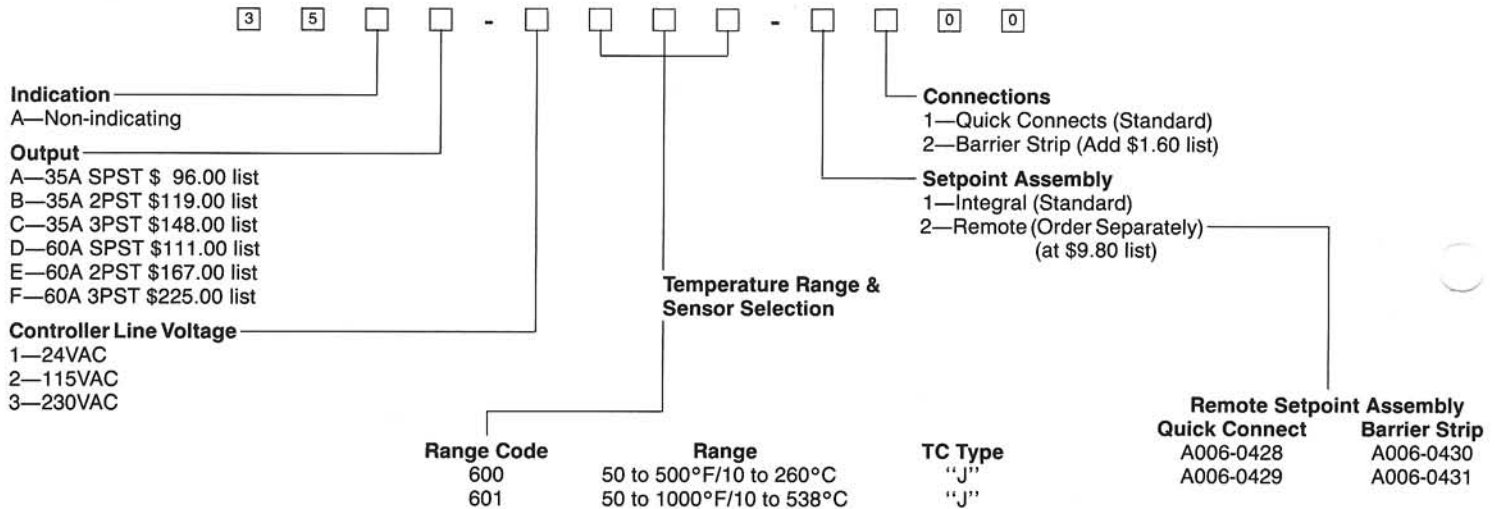 3 5 - - 0 0
Indication
A—Non-indicating
Output
A—35A SPST $ 96.00 list
B—35A 2PST $119.00 list
C—35A 3PST $148.00 list
D—60A SPST $111.00 list
E—60A 2PST $167.00 list
F—60A 3PST $225.00 list
Controller Line Voltage
1—24VAC
2—115VAC
3—230VAC
Connections
1—Quick Connects (Standard)
2—Barrier Strip (Add $1.60 list)
Setpoint Assembly
1—Integral (Standard)
2—Remote (Order Separately)
(at $9.80 list)
Temperature Range &
Sensor Selection
Range Code Range TC Type
600 50 to 500°F/10 to 260°C "J"
601 50 to 1000°F/10 to 538°C "J"
Remote Setpoint Assembly
Quick Connect Barrier Strip
A006-0428 A006-0430
A006-0429 A006-0431